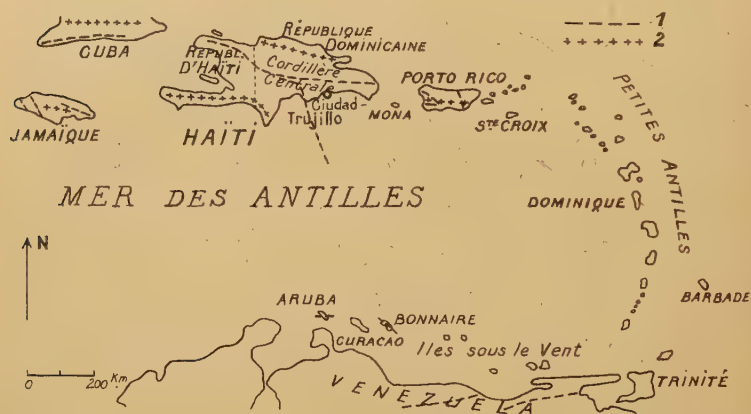 1
2
CUBA
RÉPUBLIQUE
DOMINICAINE
RÉPUBL.
D'HAÏTI
Cordillère
Centrale
PORTO RICO
Ciudad-
Trujillo
MONA
STE CROIX
JAMAÏQUE
HAÏTI
PETITES ANTILLES
MER DES ANTILLES
DOMINIQUE
N
BARBADE
ARUBA
BONNAIRE
CURACAO
Iles sous le Vent
0 200 Km
VENEZUELA
TRINITÉ